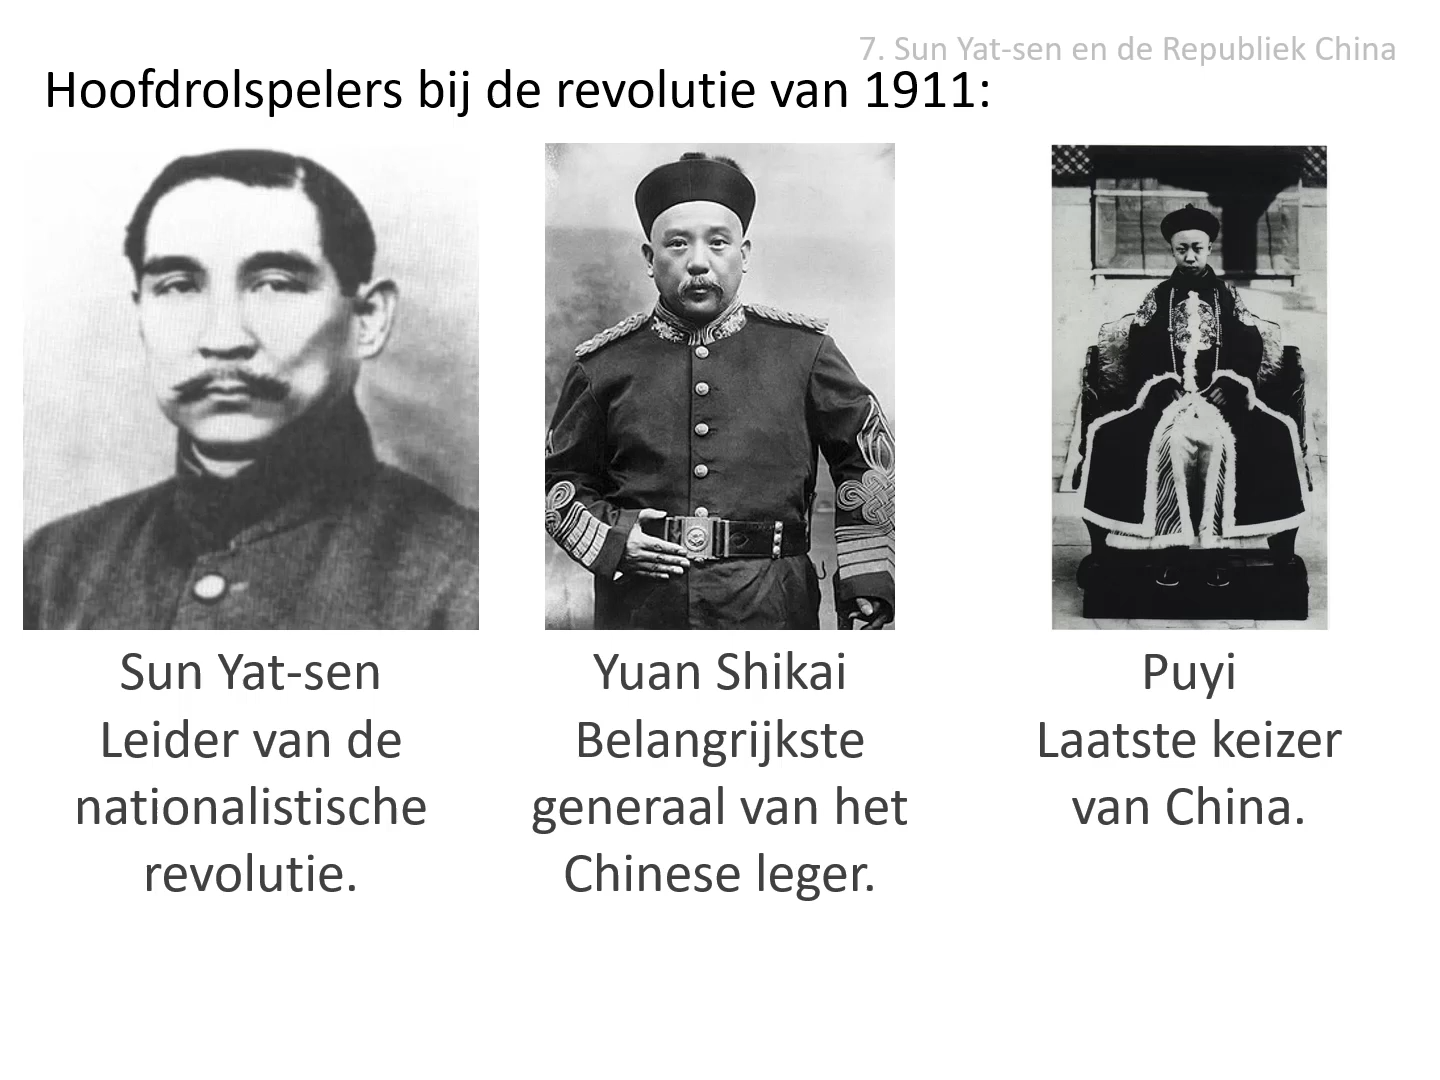 7. Sun Yat-sen en de Republiek China
Hoofdrolspelers bij de revolutie van 1911:
Sun Yat-sen
Leider van de
nationalistische
revolutie.
Yuan Shikai
Belangrijkste
generaal van het
Chinese leger.
Puyi
Laatste keizer
van China.